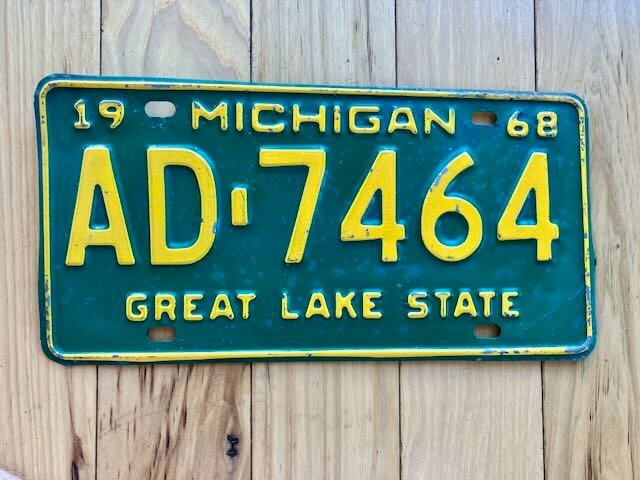 19 MICHIGAN 68
AD-7464
GREAT LAKE STATE